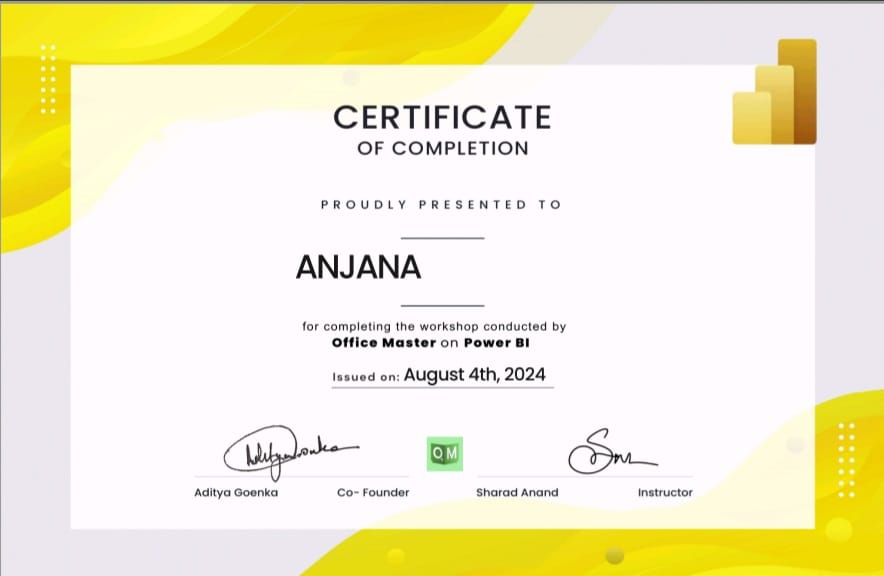 CERTIFICATE
OF COMPLETION
PROUDLY PRESENTED TO
ANJANA
for completing the workshop conducted by
Office Master on Power BI
Issued on: August 4th, 2024
OM
Aditya Goenka Co- Founder Sharad Anand Instructor